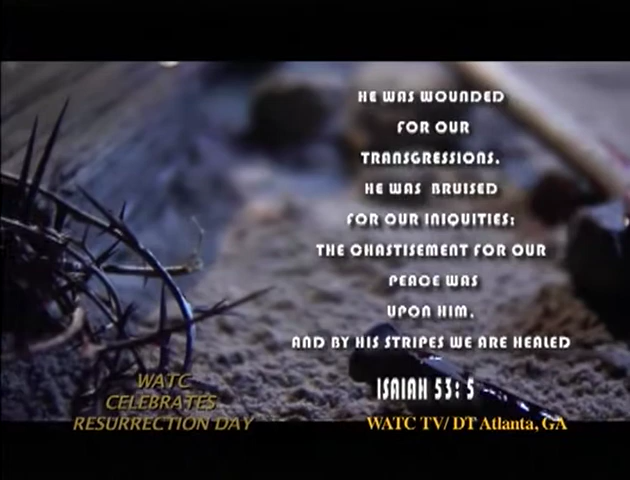 HE WAS WOUNDED
FOR OUR
TRANSGRESSIONS,
HE WAS BRUISED
FOR OUR INIQUITIES:
THE CHASTISEMENT FOR OUR
PEACE WAS
UPON HIM,
AND BY HIS STRIPES WE ARE HEALED
ISAIAH 53: 5
WATC
CELEBRATES
RESURRECTION DAY
WATC TV/ DT Atlanta, GA